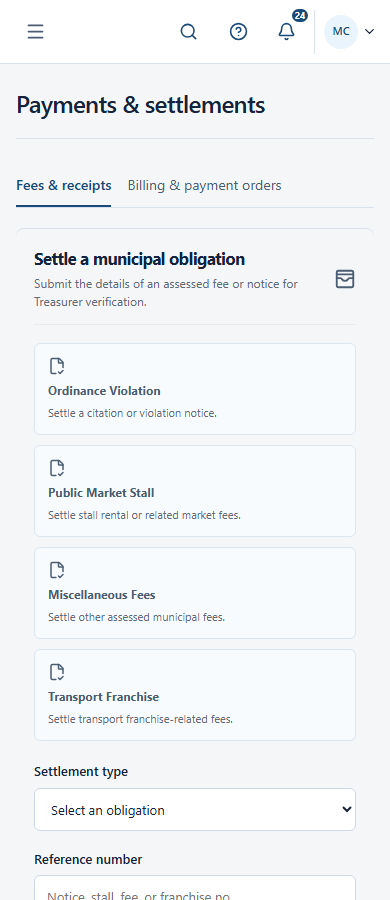 24
MC
Payments & settlements
Fees & receipts
Billing & payment orders
Settle a municipal obligation
Submit the details of an assessed fee or notice for
Treasurer verification.
Ordinance Violation
Settle a citation or violation notice.
Public Market Stall
Settle stall rental or related market fees.
Miscellaneous Fees
Settle other assessed municipal fees.
Transport Franchise
Settle transport franchise-related fees.
Settlement type
Select an obligation
Reference number
Notice, stall, fee, or franchise no.